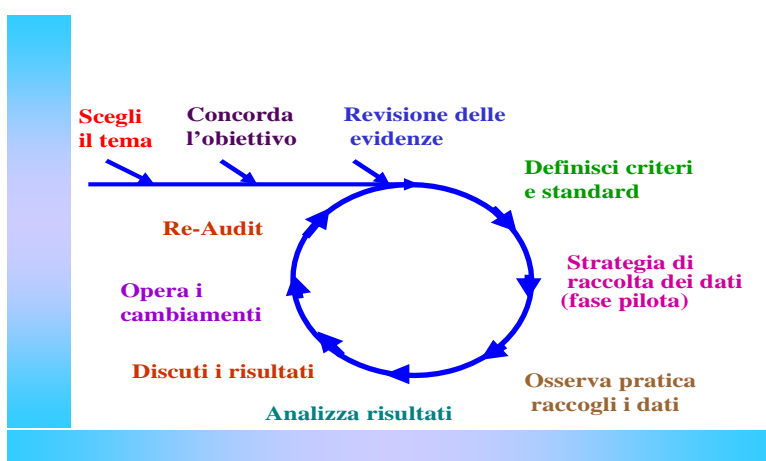 Scegli
il tema
Concorda
l'obiettivo
Revisione delle
evidenze
Definisci criteri
e standard
Strategia di
raccolta dei dati
(fase pilota)
Osserva pratica
raccogli i dati
Analizza risultati
Discuti i risultati
Opera i
cambiamenti
Re-Audit